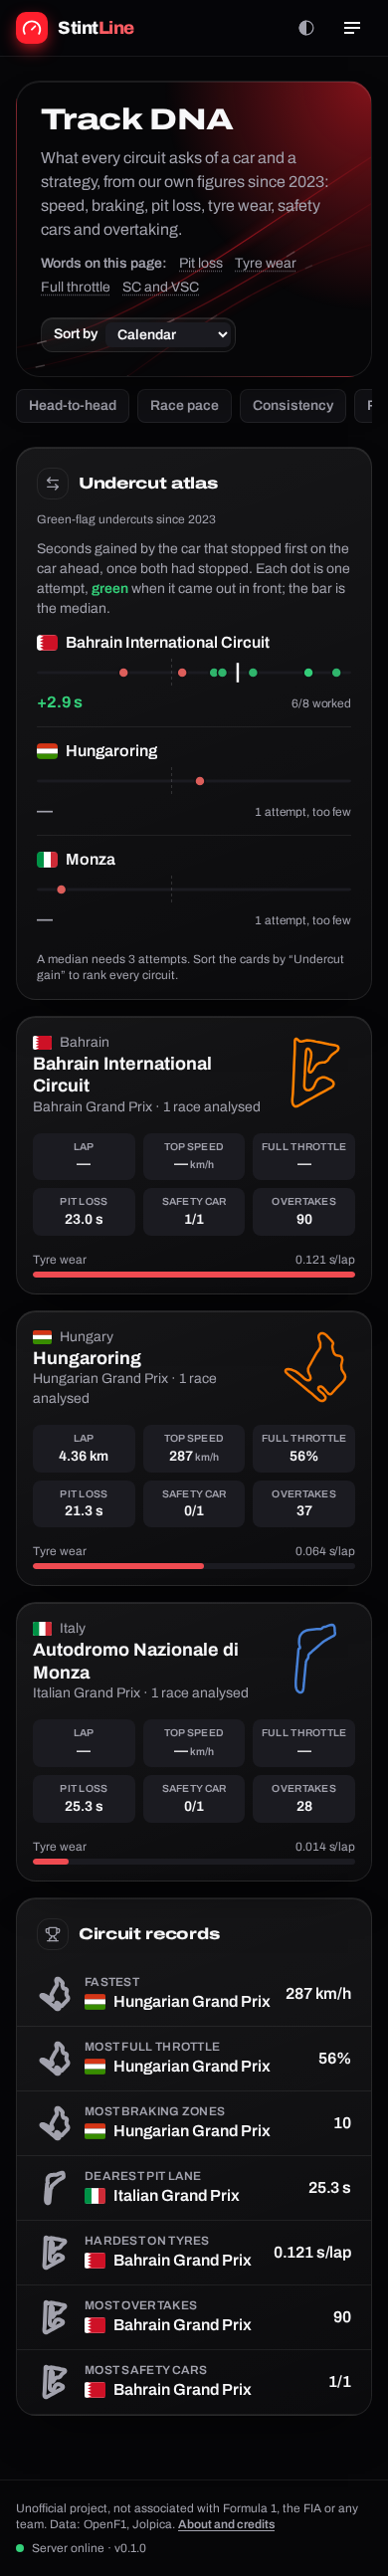 StintLine
Track DNA
What every circuit asks of a car and a
strategy, from our own figures since 2023:
speed, braking, pit loss, tyre wear, safety
cars and overtaking.
Words on this page: Pit loss Tyre wear
Full throttle SC and VSC
Sort by Calendar
Head-to-head Race pace Consistency
Undercut atlas
Green-flag undercuts since 2023
Seconds gained by the car that stopped first on the
car ahead, once both had stopped. Each dot is one
attempt, green when it came out in front; the bar is
the median.
Bahrain International Circuit
+2.9 s 6/8 worked
Hungaroring
— 1 attempt, too few
Monza
— 1 attempt, too few
A median needs 3 attempts. Sort the cards by “Undercut
gain” to rank every circuit.
Bahrain
Bahrain International
Circuit
Bahrain Grand Prix · 1 race analysed
LAP TOP SPEED FULL THROTTLE
— — km/h —
PIT LOSS SAFETY CAR OVERTAKES
23.0 s 1/1 90
Tyre wear 0.121 s/lap
Hungary
Hungaroring
Hungarian Grand Prix · 1 race
analysed
LAP TOP SPEED FULL THROTTLE
4.36 km 287 km/h 56%
PIT LOSS SAFETY CAR OVERTAKES
21.3 s 0/1 37
Tyre wear 0.064 s/lap
Italy
Autodromo Nazionale di
Monza
Italian Grand Prix · 1 race analysed
LAP TOP SPEED FULL THROTTLE
— — km/h —
PIT LOSS SAFETY CAR OVERTAKES
25.3 s 0/1 28
Tyre wear 0.014 s/lap
Circuit records
FASTEST
Hungarian Grand Prix 287 km/h
MOST FULL THROTTLE
Hungarian Grand Prix 56%
MOST BRAKING ZONES
Hungarian Grand Prix 10
DEAREST PIT LANE
Italian Grand Prix 25.3 s
HARDEST ON TYRES
Bahrain Grand Prix 0.121 s/lap
MOST OVERTAKES
Bahrain Grand Prix 90
MOST SAFETY CARS
Bahrain Grand Prix 1/1
Unofficial project, not associated with Formula 1, the FIA or any
team. Data: OpenF1, Jolpica. About and credits
Server online · v0.1.0